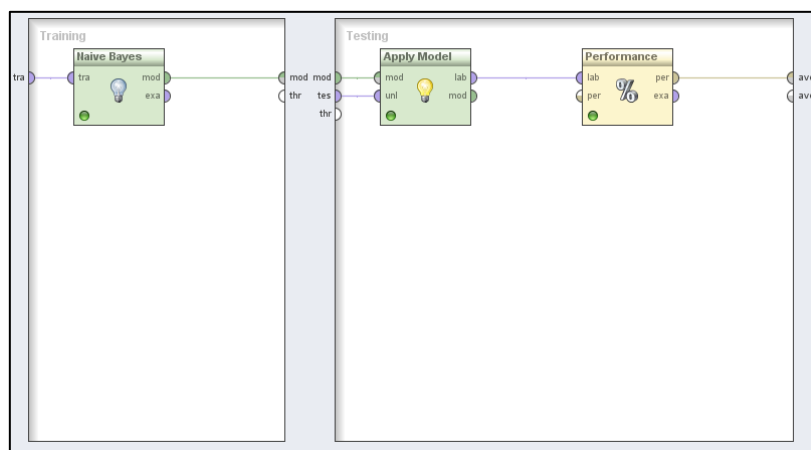 Training
Testing
Naive Bayes
Apply Model
Performance
tra tra mod mod mod mod lab lab per ave
exa thr tes unl mod per % exa ave
thr